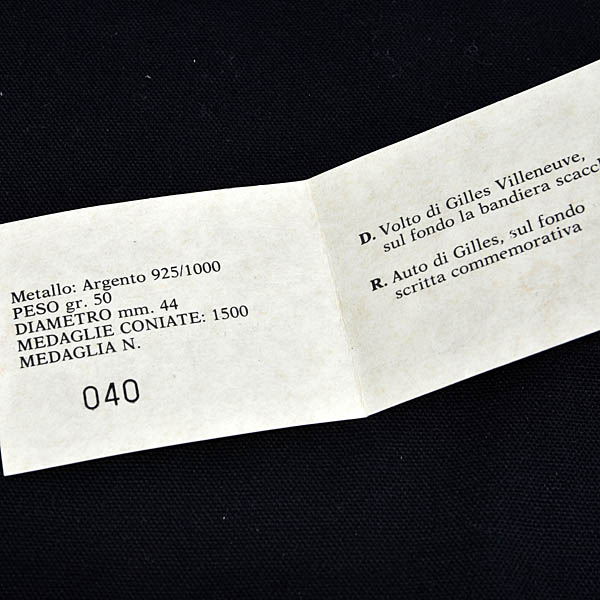 Metallo: Argento 925/1000
PESO gr. 50
DIAMETRO mm. 44
MEDAGLIE CONIATE: 1500
MEDAGLIA N.
040
D. Volto di Gilles Villeneuve,
sul fondo la bandiera
R. Auto di Gilles, sul fondo
scritta commemorativa